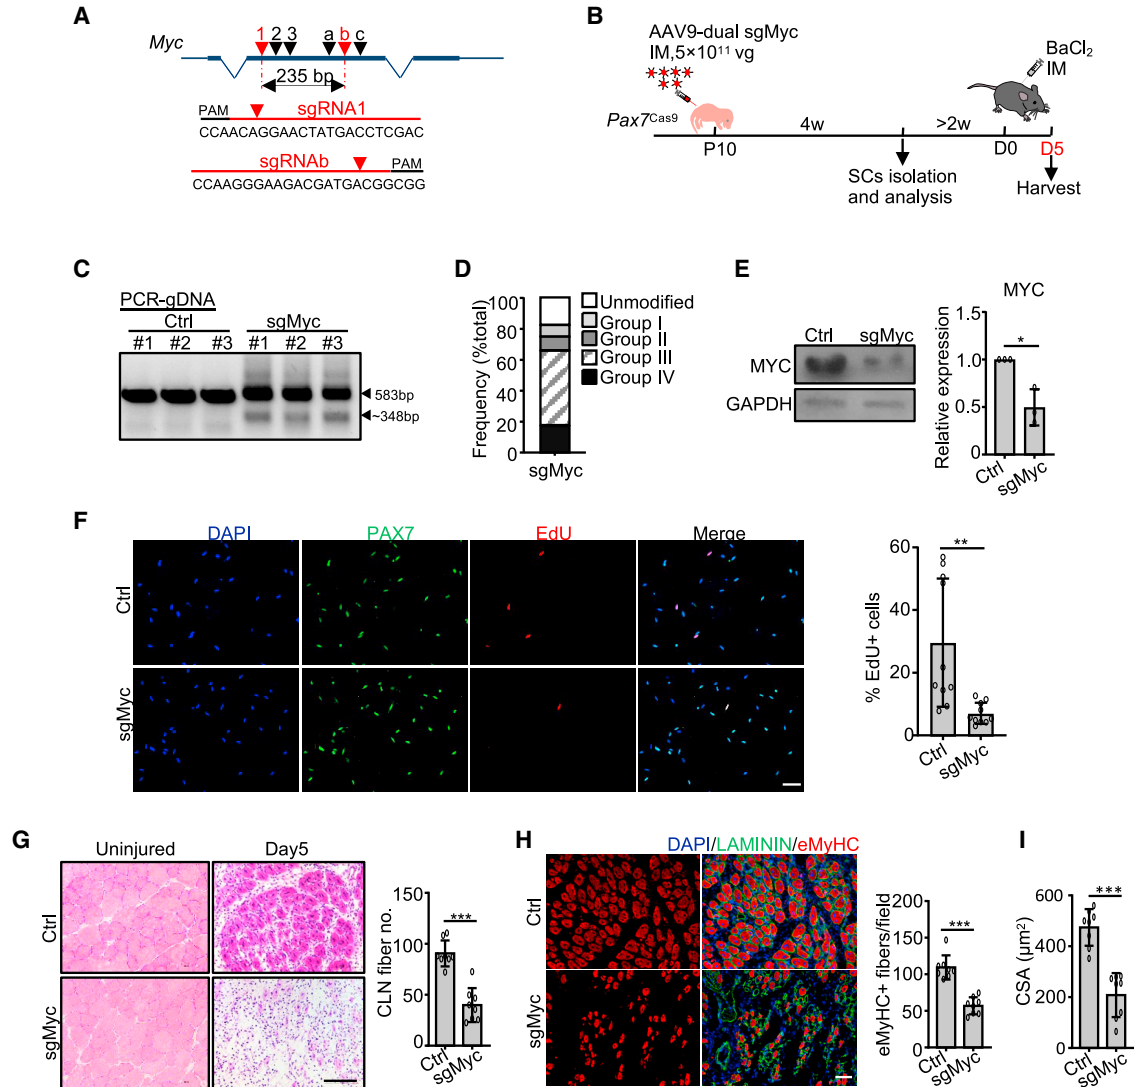 A
Myc
1 2 3 a b c
235 bp
PAM sgRNA1
CCAACAGGAACTATGACCTCGAC
sgRNAb PAM
CCAAGGGAAGACGATGACGGCGG
B
AAV9-dual sgMyc
IM,5×10¹¹ vg
BaCl₂
IM
Pax7ᶜᵃˢ⁹
4w >2w
P10 D0 D5
SCs isolation
and analysis
Harvest
C
PCR-gDNA
Ctrl sgMyc
#1 #2 #3 #1 #2 #3
583bp
~348bp
D
Frequency (%total)
100
80
60
40
20
0
sgMyc
Unmodified
Group I
Group II
Group III
Group IV
E
Ctrl sgMyc
MYC
GAPDH
MYC
Relative expression
1.0
0.5
0
*
Ctrl
sgMyc
F
DAPI PAX7 EdU Merge
Ctrl
sgMyc
% EdU+ cells
60
40
20
0
**
Ctrl
sgMyc
G
Uninjured Day5
Ctrl
sgMyc
CLN fiber no.
150
100
50
0
***
Ctrl
sgMyc
H
DAPI/LAMININ/eMyHC
Ctrl
sgMyc
eMyHC+ fibers/field
200
150
100
50
0
***
Ctrl
sgMyc
I
CSA (µm²)
600
400
200
0
***
Ctrl
sgMyc